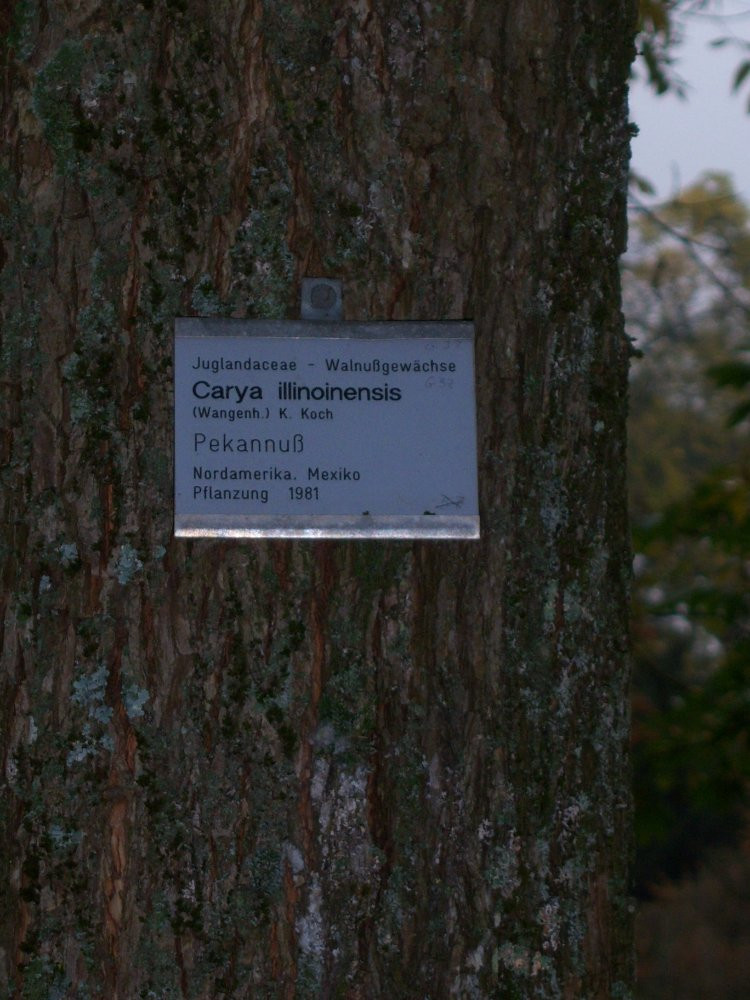 Juglandaceae - Walnußgewächse
Carya illinoinensis
(Wangenh.) K. Koch
Pekannuß
Nordamerika, Mexiko
Pflanzung 1981